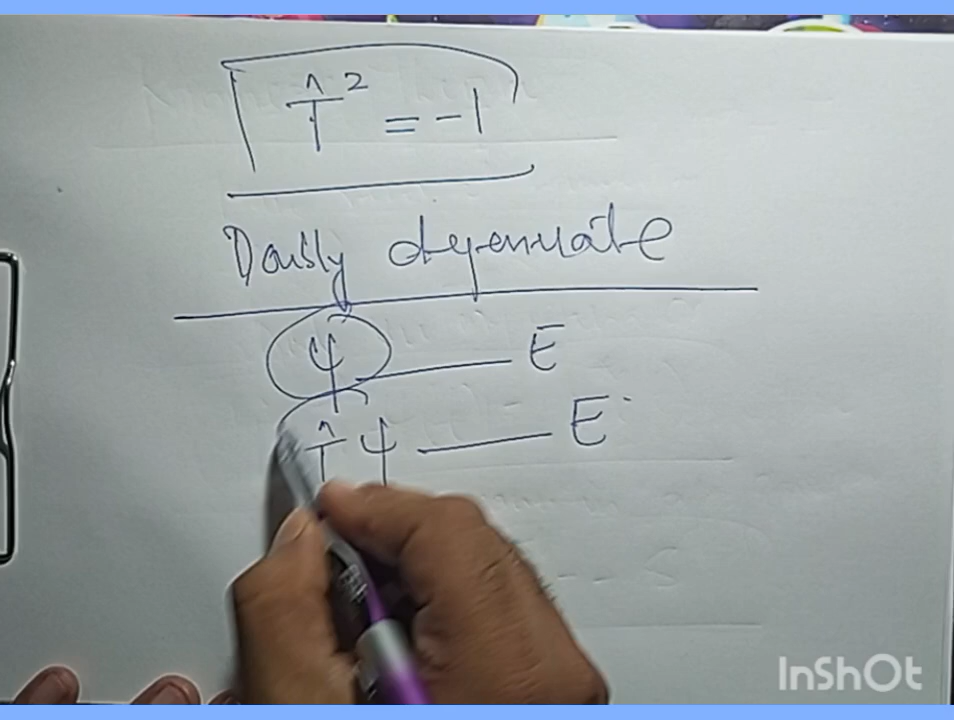 T̂² = -1
Doubly degenerate
ψ E
T̂ψ E
InShOt